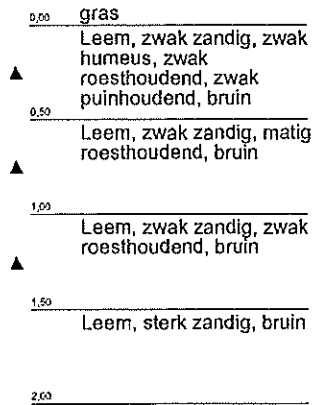 0,00 gras
Leem, zwak zandig, zwak
humeus, zwak
roesthoudend, zwak
puinhoudend, bruin
0,50
Leem, zwak zandig, matig
roesthoudend, bruin
1,00
Leem, zwak zandig, zwak
roesthoudend, bruin
1,50
Leem, sterk zandig, bruin
2,00